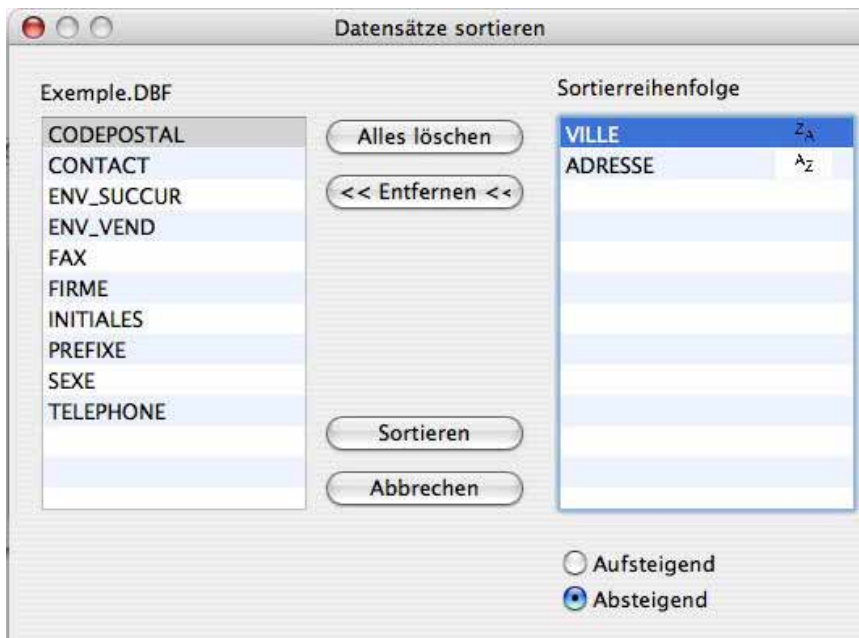 Datensätze sortieren
Exemple.DBF
CODEPOSTAL
CONTACT
ENV_SUCCUR
ENV_VEND
FAX
FIRME
INITIALES
PREFIXE
SEXE
TELEPHONE
Alles löschen
<< Entfernen <<
Sortieren
Abbrechen
Sortierreihenfolge
VILLE ZA
ADRESSE AZ
Aufsteigend
Absteigend